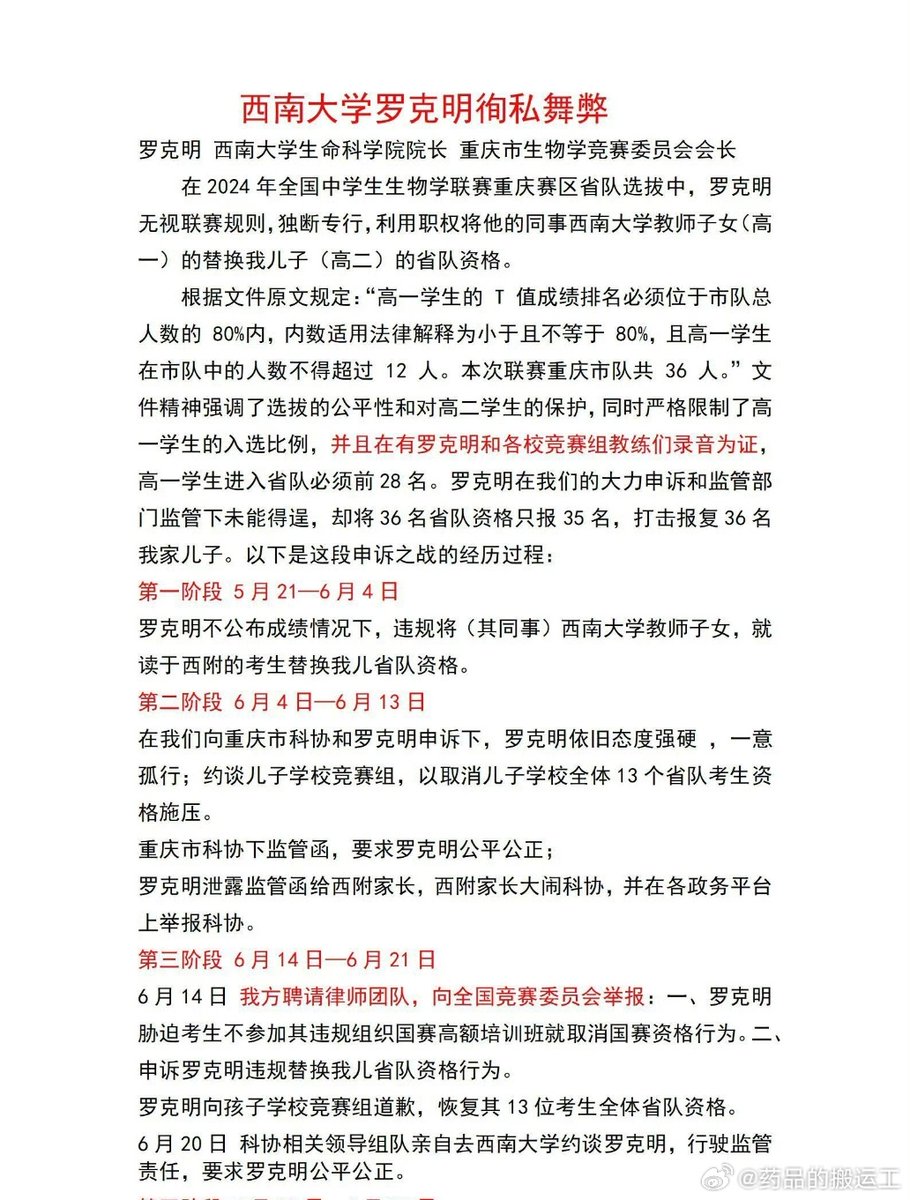 西南大学罗克明徇私舞弊
罗克明 西南大学生命科学院院长 重庆市生物学竞赛委员会会长
在 2024 年全国中学生生物学联赛重庆赛区省队选拔中，罗克明
无视联赛规则，独断专行，利用职权将他的同事西南大学教师子女（高
一）的替换我儿子（高二）的省队资格。
根据文件原文规定：“高一学生的 T 值成绩排名必须位于市队总
人数的 80%内，内数适用法律解释为小于且不等于 80%，且高一学生
在市队中的人数不得超过 12 人。本次联赛重庆市队共 36 人。” 文
件精神强调了选拔的公平性和对高二学生的保护，同时严格限制了高
一学生的入选比例，并且在有罗克明和各校竞赛组教练们录音为证，
高一学生进入省队必须前 28 名。罗克明在我们的大力申诉和监管部
门监管下未能得逞，却将 36 名省队资格只报 35 名，打击报复 36 名
我家儿子。以下是这段申诉之战的经历过程：
第一阶段 5 月 21—6 月 4 日
罗克明不公布成绩情况下，违规将（其同事）西南大学教师子女，就
读于西附的考生替换我儿省队资格。
第二阶段 6 月 4 日—6 月 13 日
在我们向重庆市科协和罗克明申诉下，罗克明依旧态度强硬 ，一意
孤行；约谈儿子学校竞赛组，以取消儿子学校全体 13 个省队考生资
格施压。
重庆市科协下监管函，要求罗克明公平公正；
罗克明泄露监管函给西附家长，西附家长大闹科协，并在各政务平台
上举报科协。
第三阶段 6 月 14 日—6 月 21 日
6 月 14 日 我方聘请律师团队，向全国竞赛委员会举报：一、罗克明
胁迫考生不参加其违规组织国赛高额培训班就取消国赛资格行为。二、
申诉罗克明违规替换我儿省队资格行为。
罗克明向孩子学校竞赛组道歉，恢复其 13 位考生全体省队资格。
6 月 20 日 科协相关领导组队亲自去西南大学约谈罗克明，行驶监管
责任，要求罗克明公平公正。
@药品的搬运工